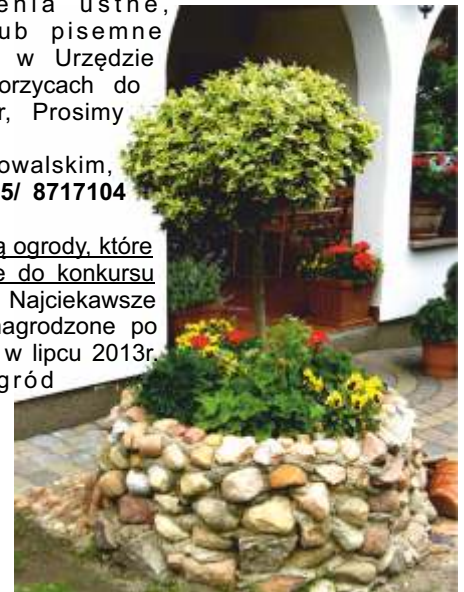 enia ustne,
ub pisemne
w Urzędzie
orzycach do
r, Prosimy
owalskim,
5/ 8717104
ą ogrody, które
e do konkursu
Najciekawsze
nagrodzone po
w lipcu 2013r.
gród